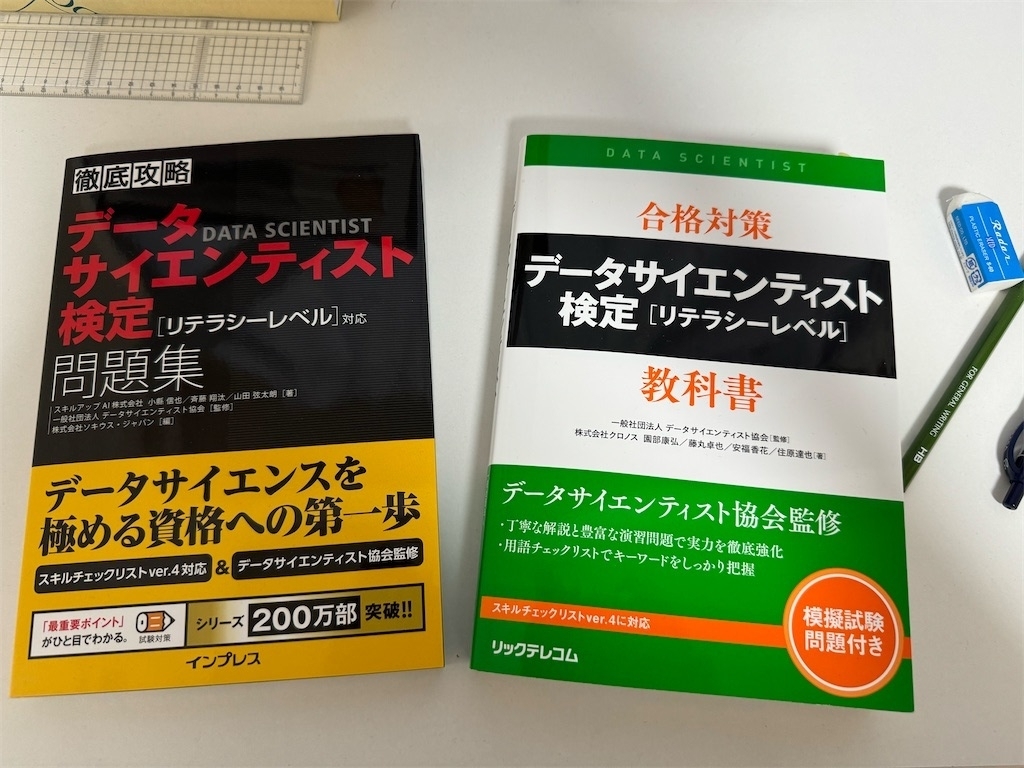 徹底攻略
データ
DATA SCIENTIST
サイエンティスト
検定[リテラシーレベル]対応
問題集
スキルアップAI株式会社 小縣 信也/斉藤 翔汰/山田 弦太朗[著]
一般社団法人 データサイエンティスト協会[監修]
株式会社ソキウス・ジャパン[編]
データサイエンスを
極める資格への第一歩
スキルチェックリストver.4対応 & データサイエンティスト協会監修
「最重要ポイント」
がひと目でわかる。
試験対策
シリーズ 200万部 突破!!
インプレス
DATA SCIENTIST
合格対策
データサイエンティスト
検定[リテラシーレベル]
教科書
一般社団法人 データサイエンティスト協会[監修]
株式会社クロノス 園部康弘/藤丸卓也/安福香花/住原達也[著]
データサイエンティスト協会監修
・丁寧な解説と豊富な演習問題で実力を徹底強化
・用語チェックリストでキーワードをしっかり把握
スキルチェックリストver.4に対応
模擬試験
問題付き
リックテレコム
Radar
PLASTIC ERASER S-60
FOR GENERAL WRITING
HB